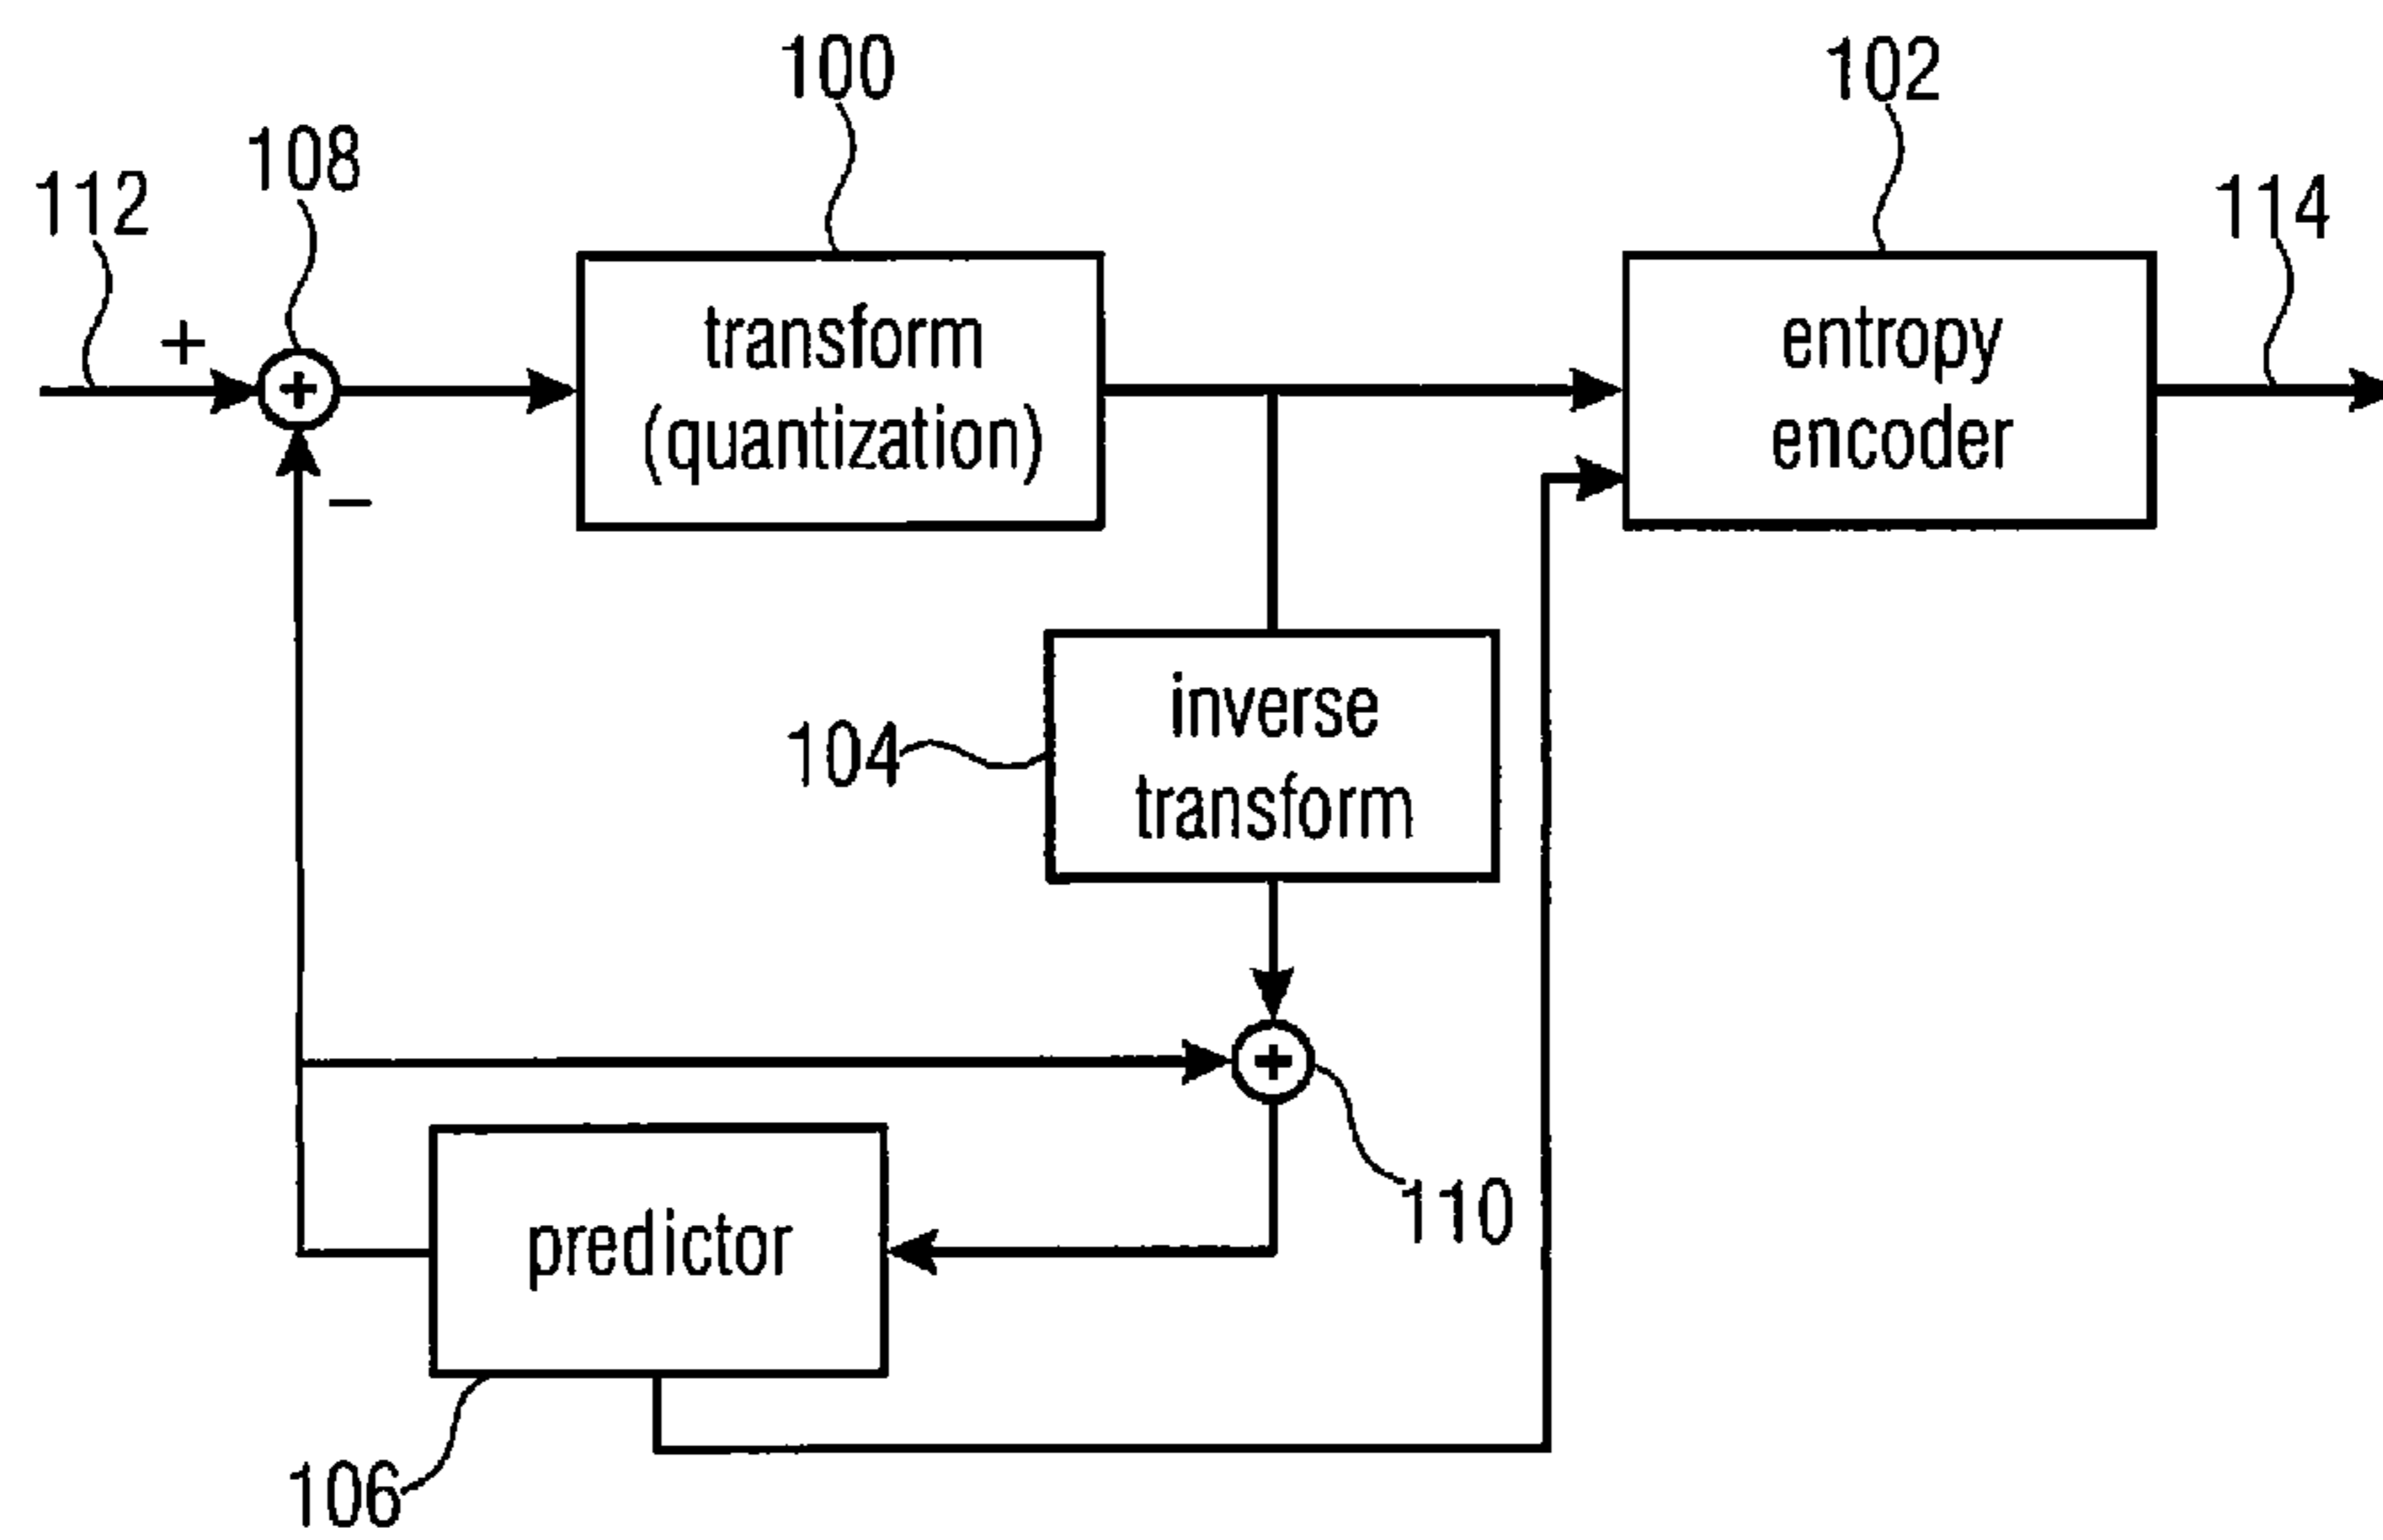 100
102
108
112
114
+
+
transform
(quantization)
entropy
encoder
−
inverse
transform
104
+
110
predictor
106